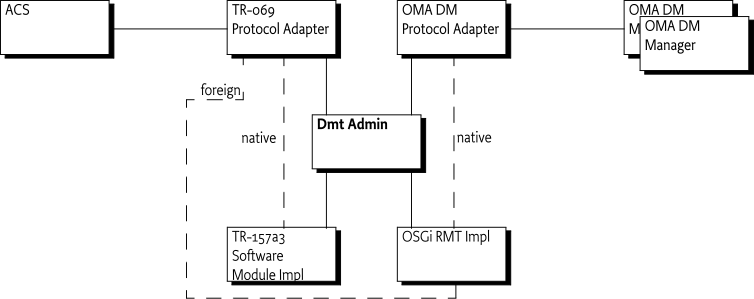 ACS
TR-069
Protocol Adapter
OMA DM
Protocol Adapter
OMA DM
M
OMA DM
Manager
foreign
native
Dmt Admin
native
TR-157a3
Software
Module Impl
OSGi RMT Impl